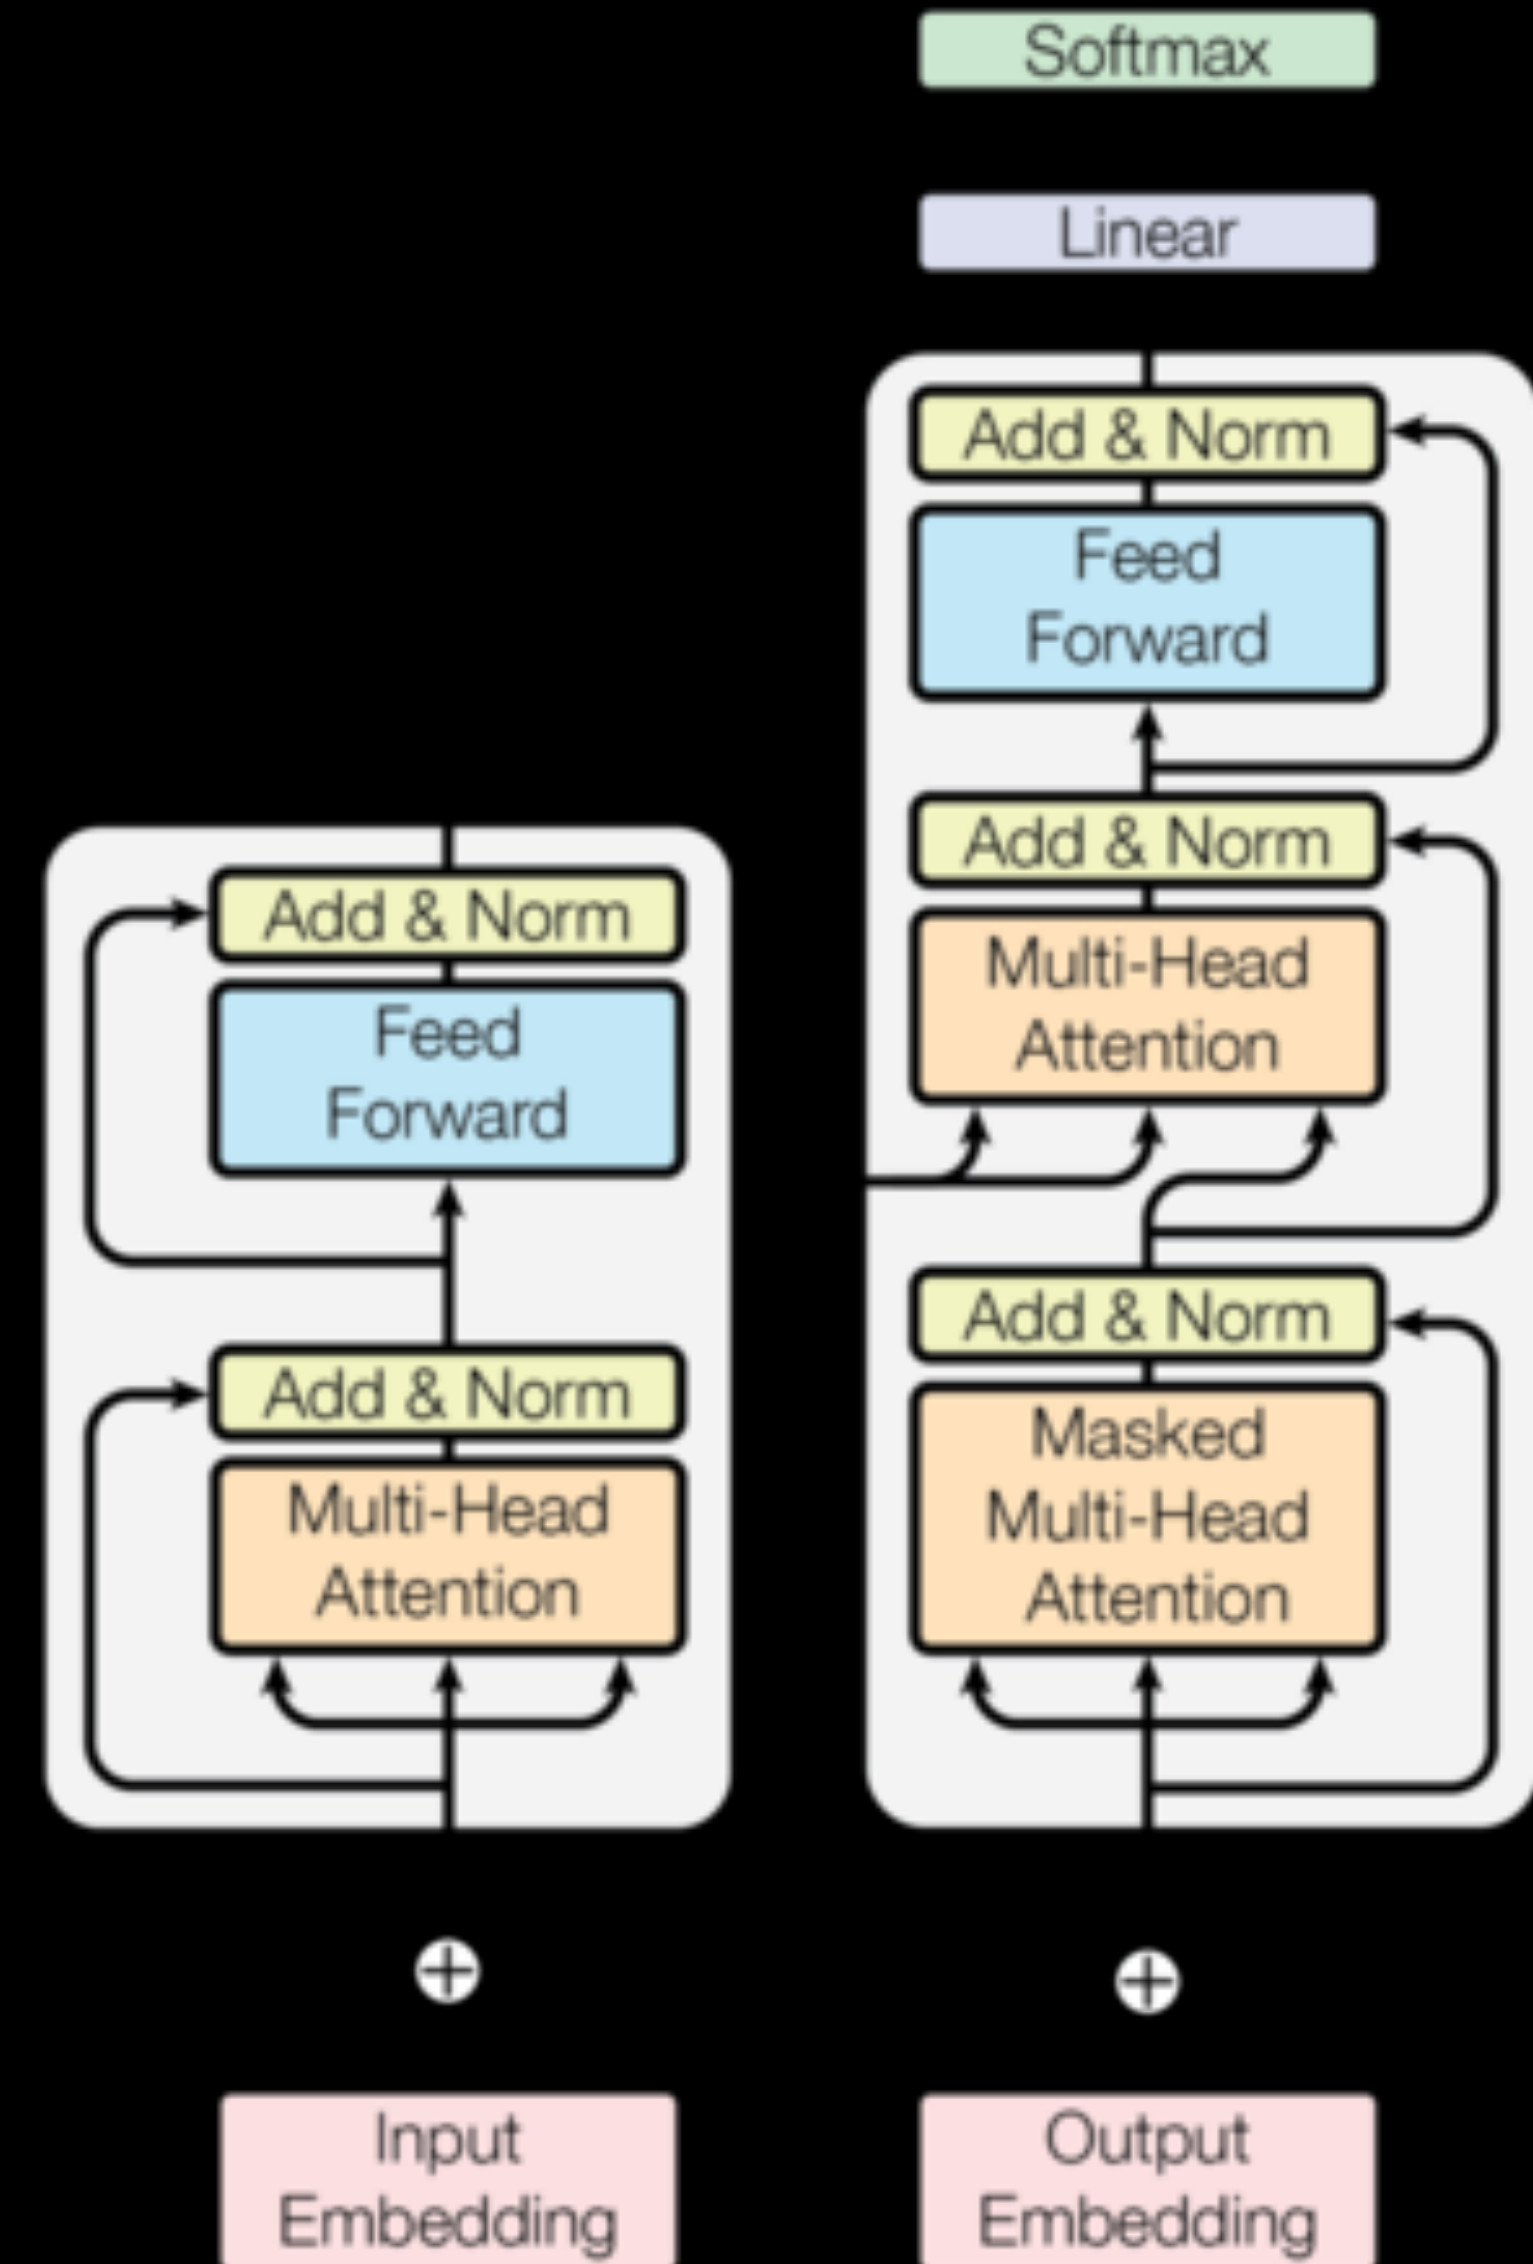 Softmax
Linear
Add & Norm
Feed
Forward
Add & Norm
Multi-Head
Attention
Add & Norm
Masked
Multi-Head
Attention
Add & Norm
Feed
Forward
Add & Norm
Multi-Head
Attention
Input
Embedding
Output
Embedding